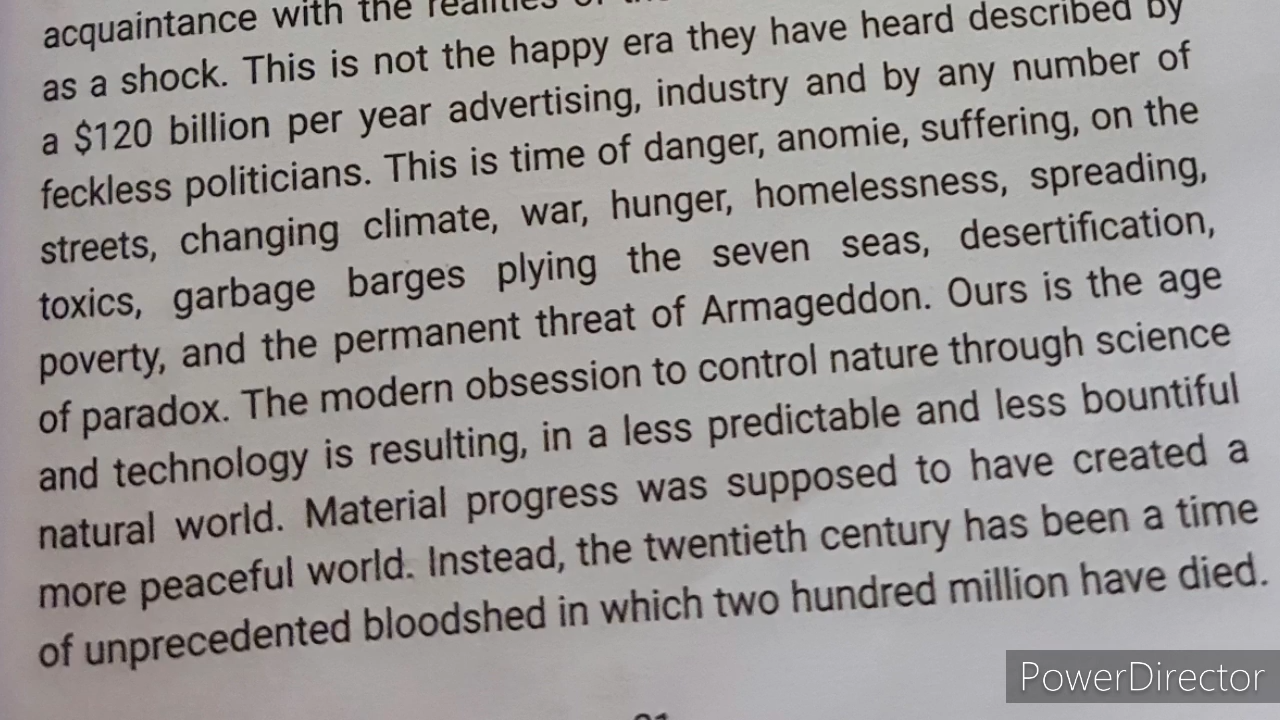 acquaintance with the realities
as a shock. This is not the happy era they have heard described by
a $120 billion per year advertising, industry and by any number of
feckless politicians. This is time of danger, anomie, suffering, on the
streets, changing climate, war, hunger, homelessness, spreading,
toxics, garbage barges plying the seven seas, desertification,
poverty, and the permanent threat of Armageddon. Ours is the age
of paradox. The modern obsession to control nature through science
and technology is resulting, in a less predictable and less bountiful
natural world. Material progress was supposed to have created a
more peaceful world. Instead, the twentieth century has been a time
of unprecedented bloodshed in which two hundred million have died.
PowerDirector